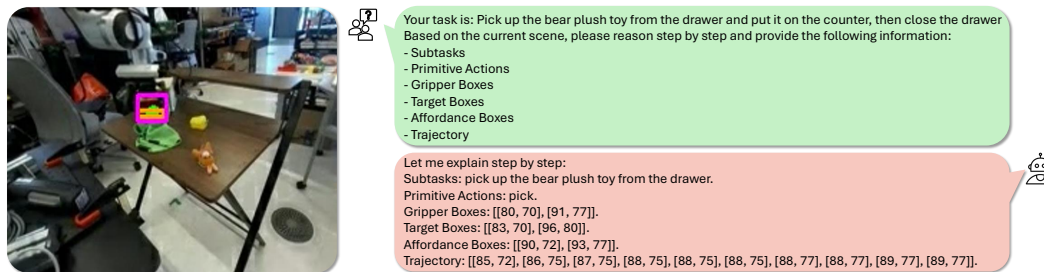 Your task is: Pick up the bear plush toy from the drawer and put it on the counter, then close the drawer
Based on the current scene, please reason step by step and provide the following information:
- Subtasks
- Primitive Actions
- Gripper Boxes
- Target Boxes
- Affordance Boxes
- Trajectory
Let me explain step by step:
Subtasks: pick up the bear plush toy from the drawer.
Primitive Actions: pick.
Gripper Boxes: [[80, 70], [91, 77]].
Target Boxes: [[83, 70], [96, 80]].
Affordance Boxes: [[90, 72], [93, 77]].
Trajectory: [[85, 72], [86, 75], [87, 75], [88, 75], [88, 75], [88, 75], [88, 77], [88, 77], [89, 77], [89, 77]].